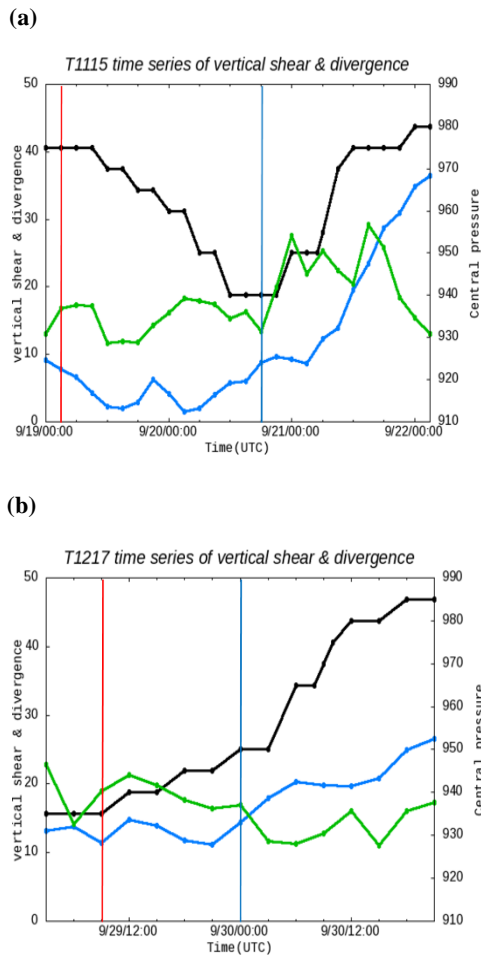 (a)
T1115 time series of vertical shear & divergence
50
40
30
20
10
0
vertical shear & divergence
990
980
970
960
950
940
930
920
910
Central pressure
9/19/00:00 9/20/00:00 9/21/00:00 9/22/00:00
Time(UTC)
(b)
T1217 time series of vertical shear & divergence
50
40
30
20
10
0
vertical shear & divergence
990
980
970
960
950
940
930
920
910
Central pressure
9/29/12:00 9/30/00:00 9/30/12:00
Time(UTC)